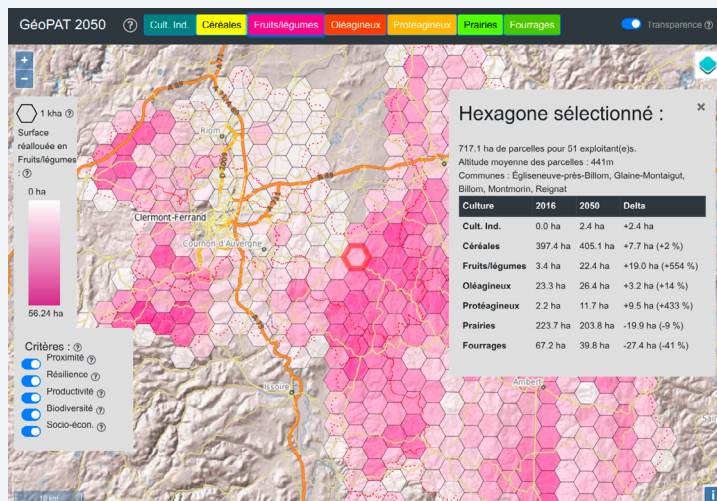 GéoPAT 2050
Cult. Ind.
Céréales
Fruits/légumes
Oléagineux
Protéagineux
Prairies
Fourrages
Transparence
+
−
1 kha
Surface
réallouée en
Fruits/légumes
:
0 ha
56.24 ha
Critères :
Proximité
Résilience
Productivité
Biodiversité
Socio-écon.
10 km
A 89
A 71
Riom
A 89
Clermont-Ferrand
Cournon-d'Auvergne
A 75
Issoire
Ambert
Hexagone sélectionné :
×
717.1 ha de parcelles pour 51 exploitant(e)s.
Altitude moyenne des parcelles : 441m
Communes : Égliseneuve-près-Billom, Glaine-Montaigut,
Billom, Montmorin, Reignat
Culture 2016 2050 Delta
Cult. Ind. 0.0 ha 2.4 ha +2.4 ha
Céréales 397.4 ha 405.1 ha +7.7 ha (+2 %)
Fruits/légumes 3.4 ha 22.4 ha +19.0 ha (+554 %)
Oléagineux 23.3 ha 26.4 ha +3.2 ha (+14 %)
Protéagineux 2.2 ha 11.7 ha +9.5 ha (+433 %)
Prairies 223.7 ha 203.8 ha -19.9 ha (-9 %)
Fourrages 67.2 ha 39.8 ha -27.4 ha (-41 %)
i